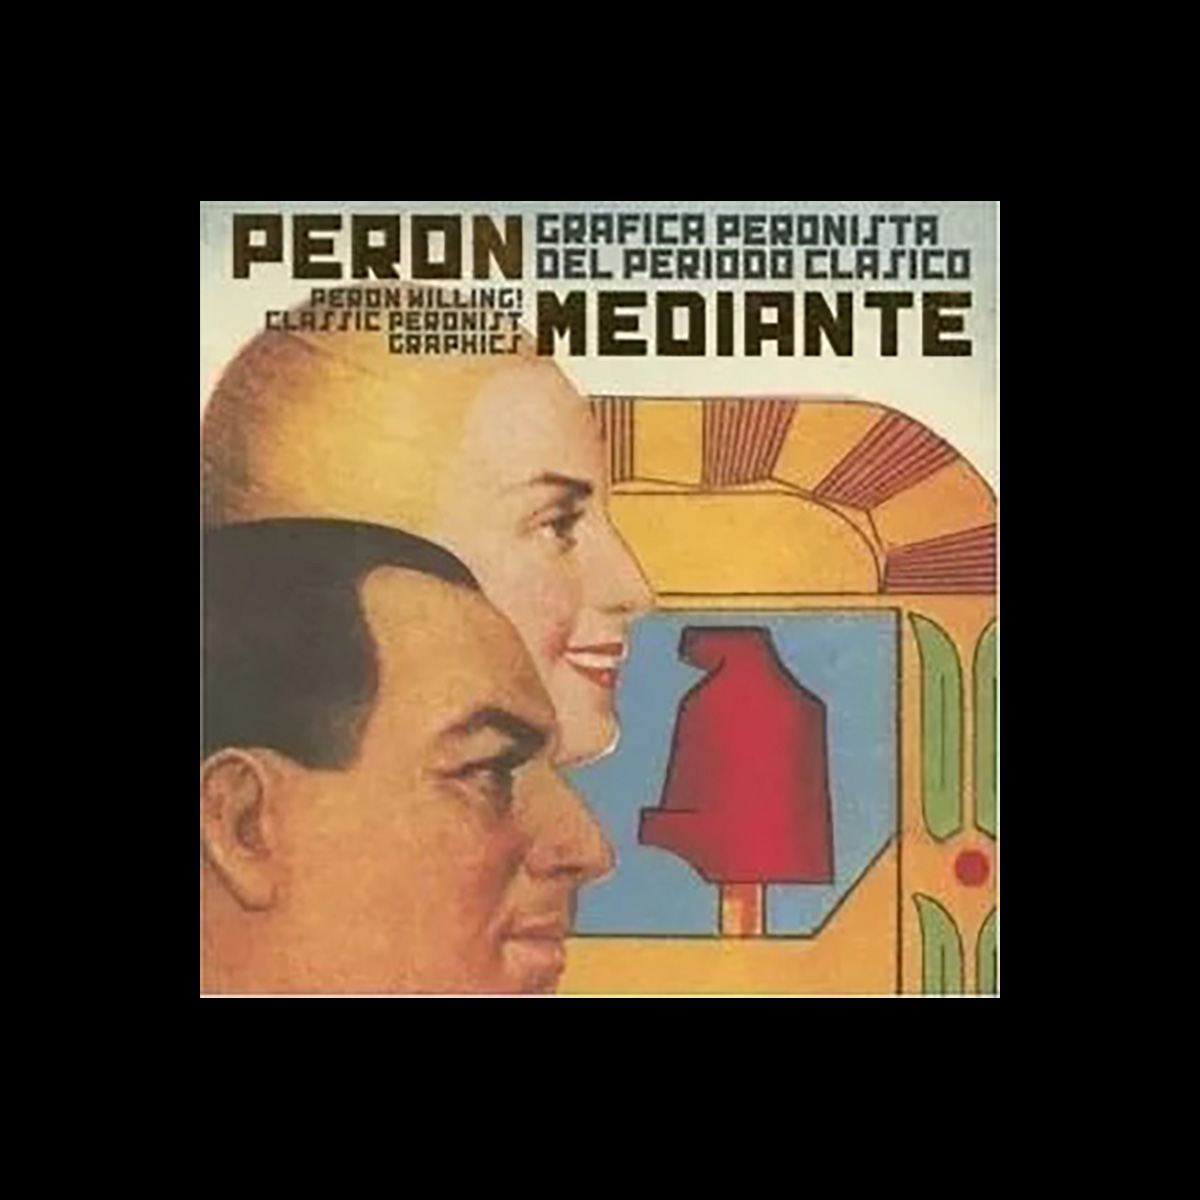 PERON
GRAFICA PERONISTA
DEL PERIODO CLASICO
PERON WILLING!
CLASSIC PERONIST
GRAPHICS
MEDIANTE